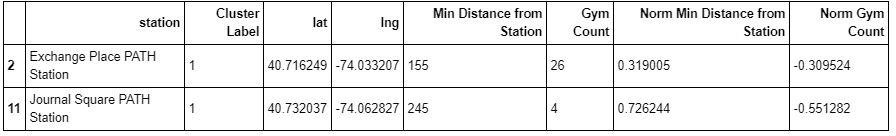 station Cluster Label lat lng Min Distance from Station Gym Count Norm Min Distance from Station Norm Gym Count
2 Exchange Place PATH Station 1 40.716249 -74.033207 155 26 0.319005 -0.309524
11 Journal Square PATH Station 1 40.732037 -74.062827 245 4 0.726244 -0.551282